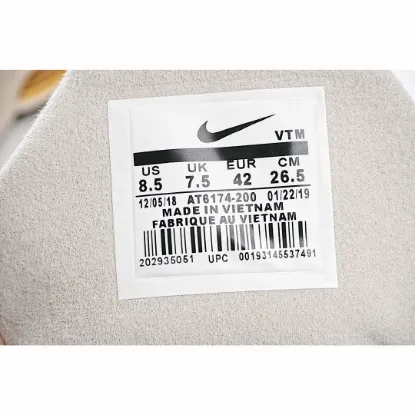 VTM
US UK EUR CM
8.5 7.5 42 26.5
12/05/18 AT6174-200 01/22/19
MADE IN VIETNAM
FABRIQUE AU VIETNAM
202935051 UPC 00193145537491